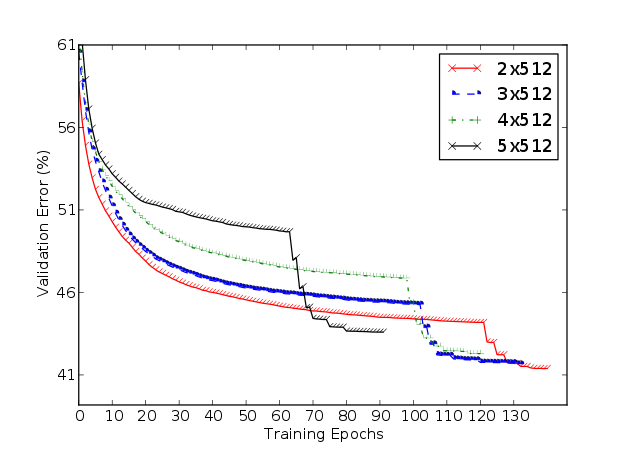 61
56
51
46
41
Validation Error (%)
2x512
3x512
4x512
5x512
0 10 20 30 40 50 60 70 80 90 100 110 120 130
Training Epochs